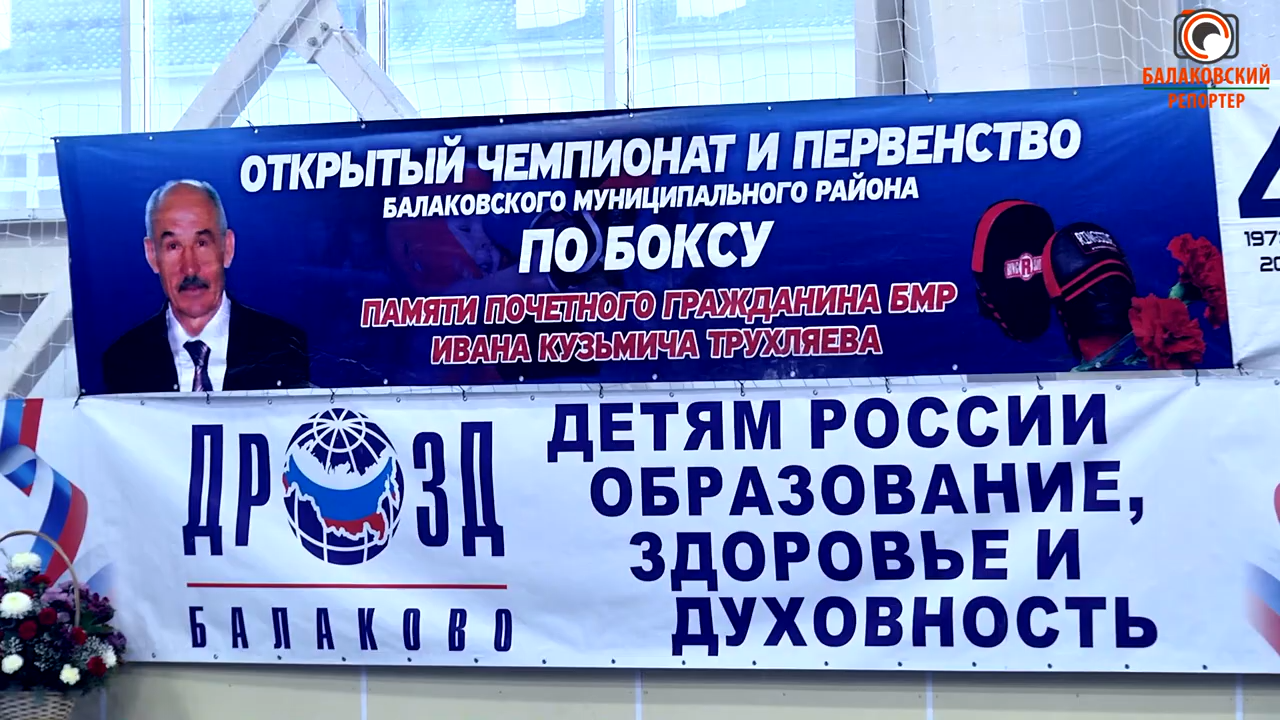 БАЛАКОВСКИЙ
РЕПОРТЕР
ОТКРЫТЫЙ ЧЕМПИОНАТ И ПЕРВЕНСТВО
БАЛАКОВСКОГО МУНИЦИПАЛЬНОГО РАЙОНА
ПО БОКСУ
ПАМЯТИ ПОЧЕТНОГО ГРАЖДАНИНА БМР
ИВАНА КУЗЬМИЧА ТРУХЛЯЕВА
ДРОЗД
БАЛАКОВО
ДЕТЯМ РОССИИ
ОБРАЗОВАНИЕ,
ЗДОРОВЬЕ И
ДУХОВНОСТЬ